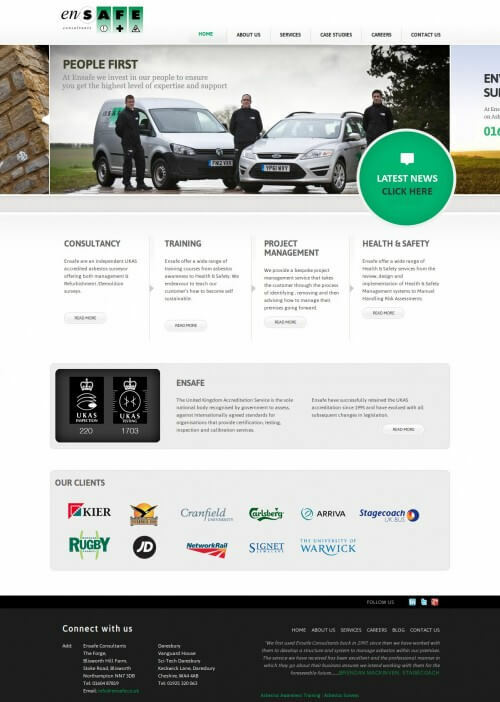 en SAFE
consultants
HOME ABOUT US SERVICES CASE STUDIES CAREERS CONTACT US
PEOPLE FIRST
At Ensafe we invest in our people to ensure
you get the highest level of expertise and support
LATEST NEWS
CLICK HERE
CONSULTANCY
Ensafe are an independent UKAS
Accredited asbestos surveyor
offering both management &
Refurbishment /Demolition
surveys.
READ MORE
TRAINING
Ensafe offer a wide range of
training courses from asbestos
awareness to Health & Safety. We
endeavour to teach our
customer's how to become self
sustainable.
READ MORE
PROJECT
MANAGEMENT
We provide a bespoke project
management service that takes
the customer through the process
of identifying , removing and then
advising how to manage their
premises going forward.
READ MORE
HEALTH & SAFETY
Ensafe offer a wide range of
Health & Safety services from the
review, design and
implementation of Health & Safety
Management systems to Manual
Handling Risk Assessments.
READ MORE
UKAS
INSPECTION
220
UKAS
TESTING
1703
ENSAFE
The United Kingdom Accreditation Service is the sole
national body recognised by government to assess,
against internationally agreed standards for
organisations that provide certification, testing,
inspection and calibration services.
Ensafe have successfully retained the UKAS
accreditation since 1995 and have evolved with all
subsequent changes in legislation.
READ MORE
OUR CLIENTS
KIER
Cranfield
UNIVERSITY
Carlsberg
ARRIVA
Stagecoach
UK BUS
RUGBY
JD
NetworkRail
SIGNET
JEWELERS
THE UNIVERSITY OF
WARWICK
FOLLOW US
Connect with us
Add: Ensafe Consultants
The Forge,
Blisworth Hill Farm,
Stoke Road, Blisworth
Northampton NN7 3DB
Tel: 01604 87859
Email: info@ensafe.co.uk
Daresbury
Vanguard House
Sci-Tech Daresbury
Keckwick Lane, Daresbury
Cheshire, WA4 4AB
Tel: 01925 320 063
HOME ABOUT US SERVICES CAREERS BLOG CONTACT US
"We first used Ensafe Consultants back in 1997, since then we have worked with
them to develop a structure and system to manage asbestos within our premises.
The service we have received has been excellent and the professional manner in
which they go about their business ensures we intend working with them for the
foreseeable future.
STAGECOACH
Asbestos Awareness Training | Asbestos Surveys